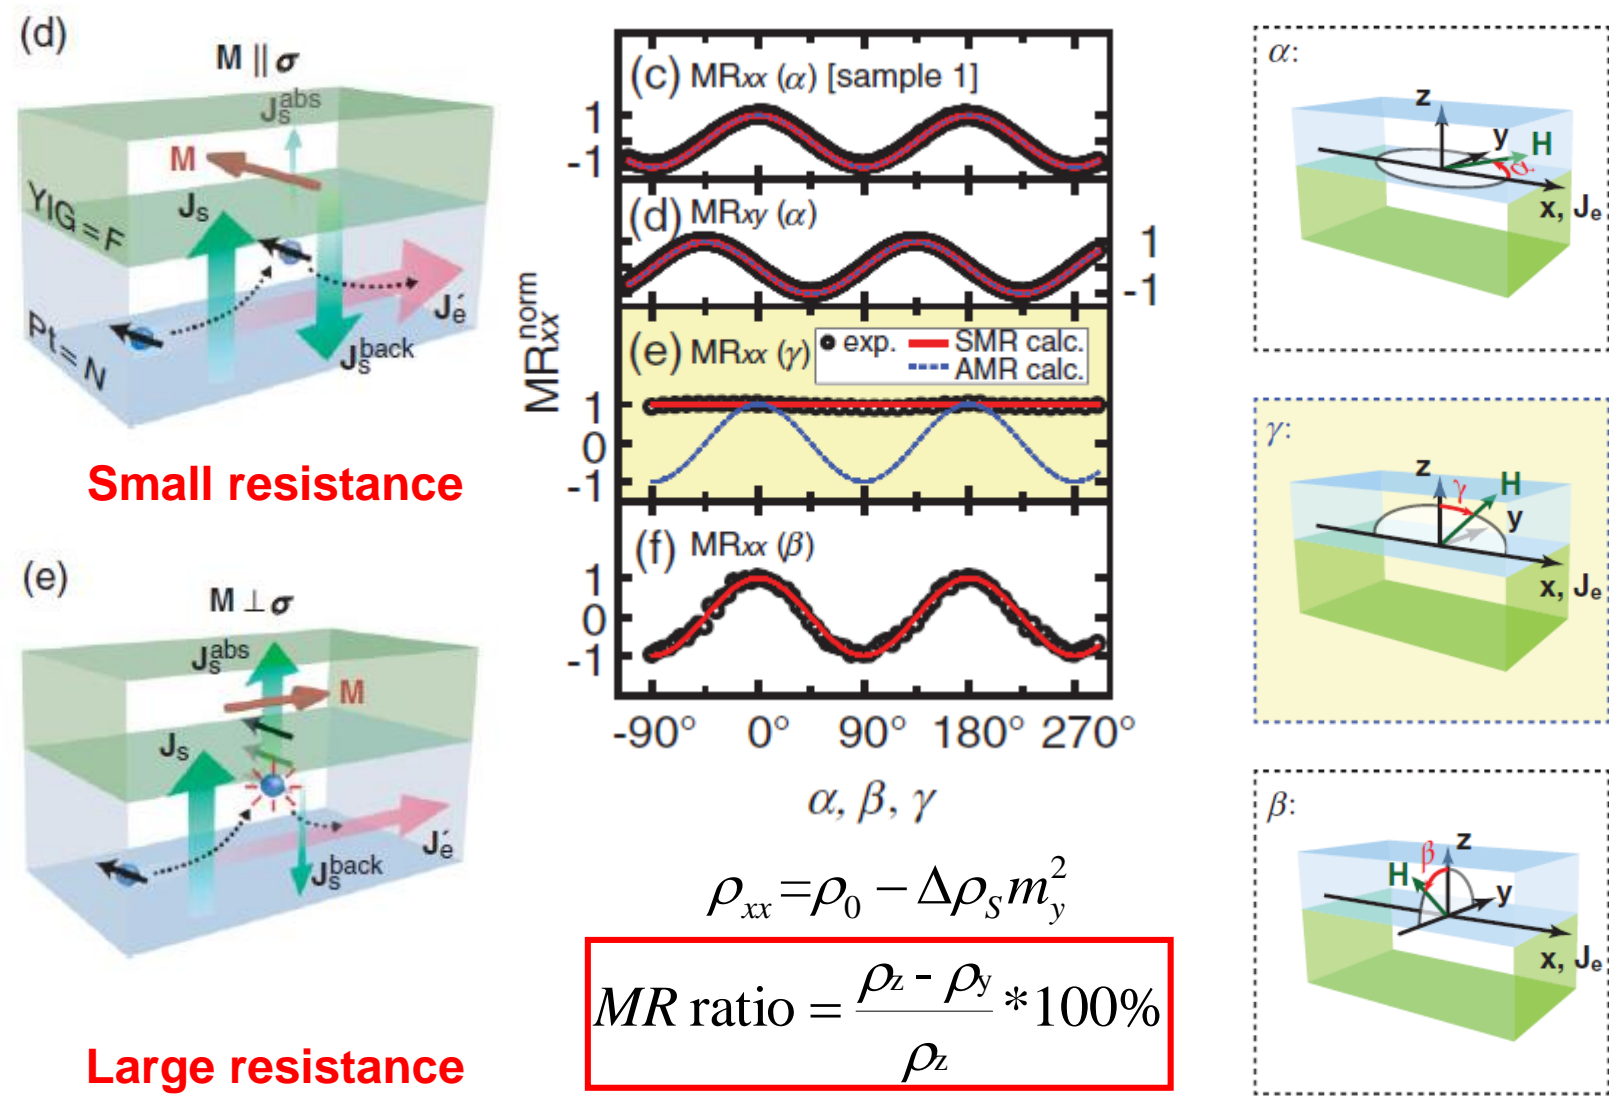 (d)
M ∥ σ
J_s^abs
M
J_s
YIG = F
Pt = N
J_e′
J_s^back
Small resistance
(e)
M ⊥ σ
J_s^abs
M
J_s
J_e′
J_s^back
Large resistance
MR_xx^norm
(c) MRxx (α) [sample 1]
1
-1
(d) MRxy (α)
1
-1
(e) MRxx (γ)
exp. SMR calc.
AMR calc.
1
0
-1
(f) MRxx (β)
1
0
-1
-90° 0° 90° 180° 270°
α, β, γ
ρ_xx = ρ_0 − Δρ_S m_y^2
MR ratio = (ρ_z - ρ_y) / ρ_z *100%
α:
z
y
H
α
x, J_e
γ:
z
γ
H
y
x, J_e
β:
β
z
H
y
x, J_e